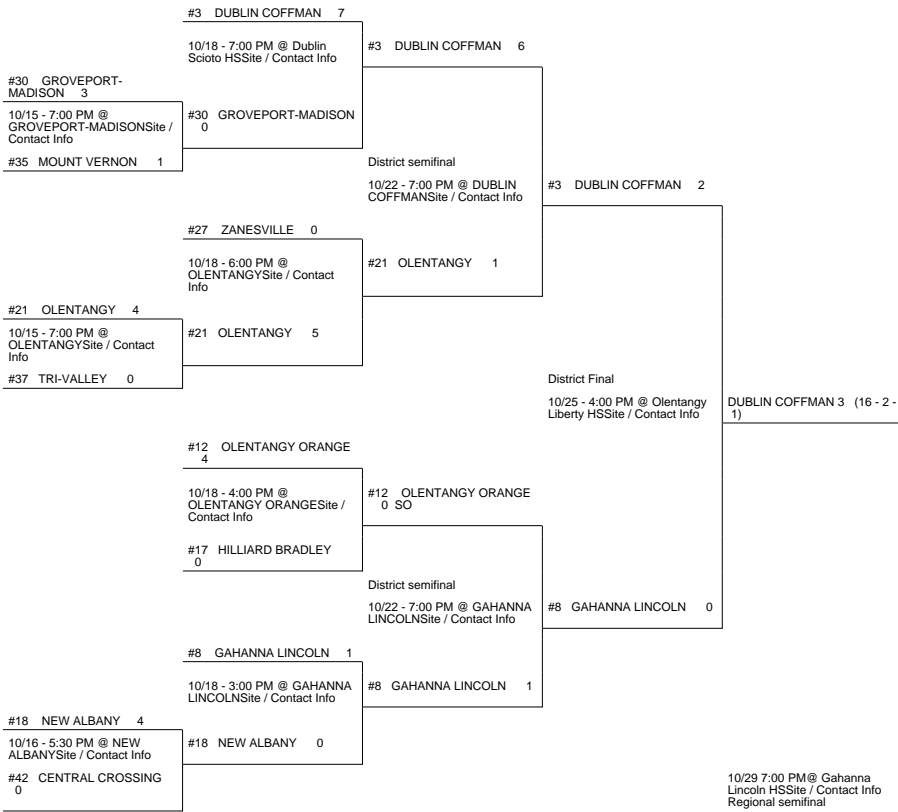 #3 DUBLIN COFFMAN 7
10/18 - 7:00 PM @ Dublin
Scioto HSSite / Contact Info
#3 DUBLIN COFFMAN 6
#30 GROVEPORT-
MADISON 3
10/15 - 7:00 PM @
GROVEPORT-MADISONSite /
Contact Info
#30 GROVEPORT-MADISON
0
#35 MOUNT VERNON 1
District semifinal
10/22 - 7:00 PM @ DUBLIN
COFFMANSite / Contact Info
#3 DUBLIN COFFMAN 2
#27 ZANESVILLE 0
10/18 - 6:00 PM @
OLENTANGYSite / Contact
Info
#21 OLENTANGY 1
#21 OLENTANGY 4
10/15 - 7:00 PM @
OLENTANGYSite / Contact
Info
#21 OLENTANGY 5
#37 TRI-VALLEY 0
District Final
10/25 - 4:00 PM @ Olentangy
Liberty HSSite / Contact Info
DUBLIN COFFMAN 3 (16 - 2 -
1)
#12 OLENTANGY ORANGE
4
10/18 - 4:00 PM @
OLENTANGY ORANGESite /
Contact Info
#12 OLENTANGY ORANGE
0 SO
#17 HILLIARD BRADLEY
0
District semifinal
10/22 - 7:00 PM @ GAHANNA
LINCOLNSite / Contact Info
#8 GAHANNA LINCOLN 0
#8 GAHANNA LINCOLN 1
10/18 - 3:00 PM @ GAHANNA
LINCOLNSite / Contact Info
#8 GAHANNA LINCOLN 1
#18 NEW ALBANY 4
10/16 - 5:30 PM @ NEW
ALBANYSite / Contact Info
#18 NEW ALBANY 0
#42 CENTRAL CROSSING
0
10/29 7:00 PM@ Gahanna
Lincoln HSSite / Contact Info
Regional semifinal